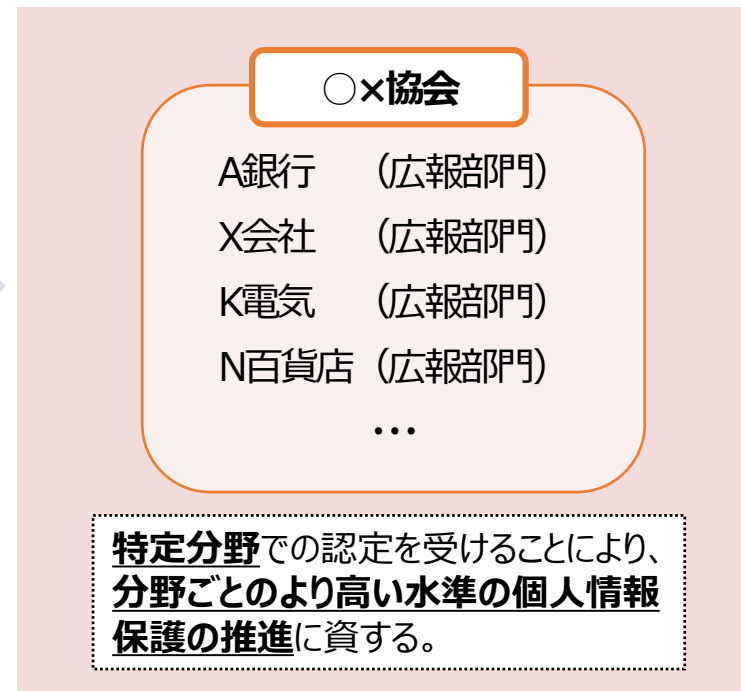 ○×協会
A銀行 （広報部門）
X会社 （広報部門）
K電気 （広報部門）
N百貨店（広報部門）
…
特定分野での認定を受けることにより、
分野ごとのより高い水準の個人情報
保護の推進に資する。